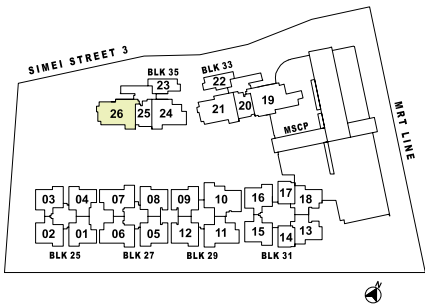 SIMEI STREET 3
BLK 35
BLK 33
23
22
26
25
24
21
20
19
MSCP
MRT LINE
03
04
07
08
09
10
16
17
18
02
01
06
05
12
11
15
14
13
BLK 25
BLK 27
BLK 29
BLK 31
N